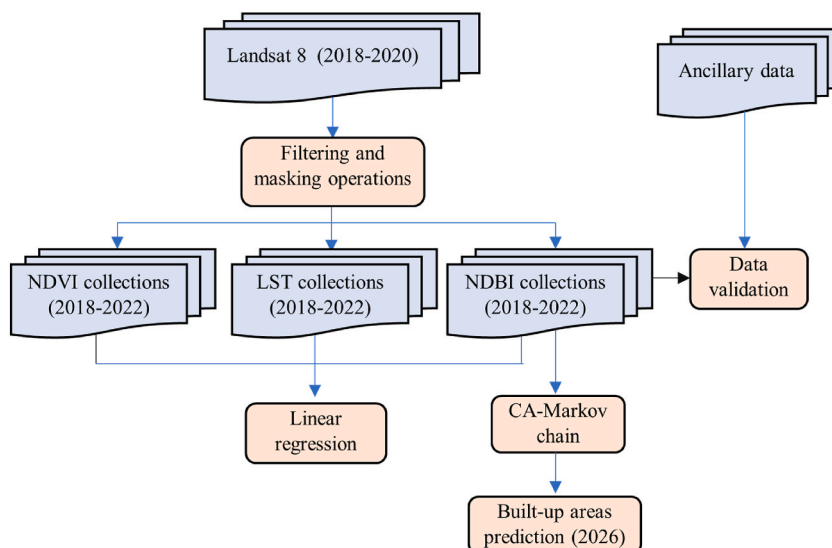 Landsat 8 (2018-2020)
Ancillary data
Filtering and
masking operations
NDVI collections
(2018-2022)
LST collections
(2018-2022)
NDBI collections
(2018-2022)
Data
validation
Linear
regression
CA-Markov
chain
Built-up areas
prediction (2026)